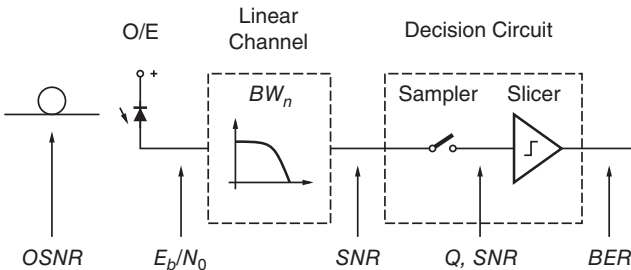 Linear
Channel
O/E
Decision Circuit
+
BWn
Sampler
Slicer
OSNR
Eb/N0
SNR
Q, SNR
BER